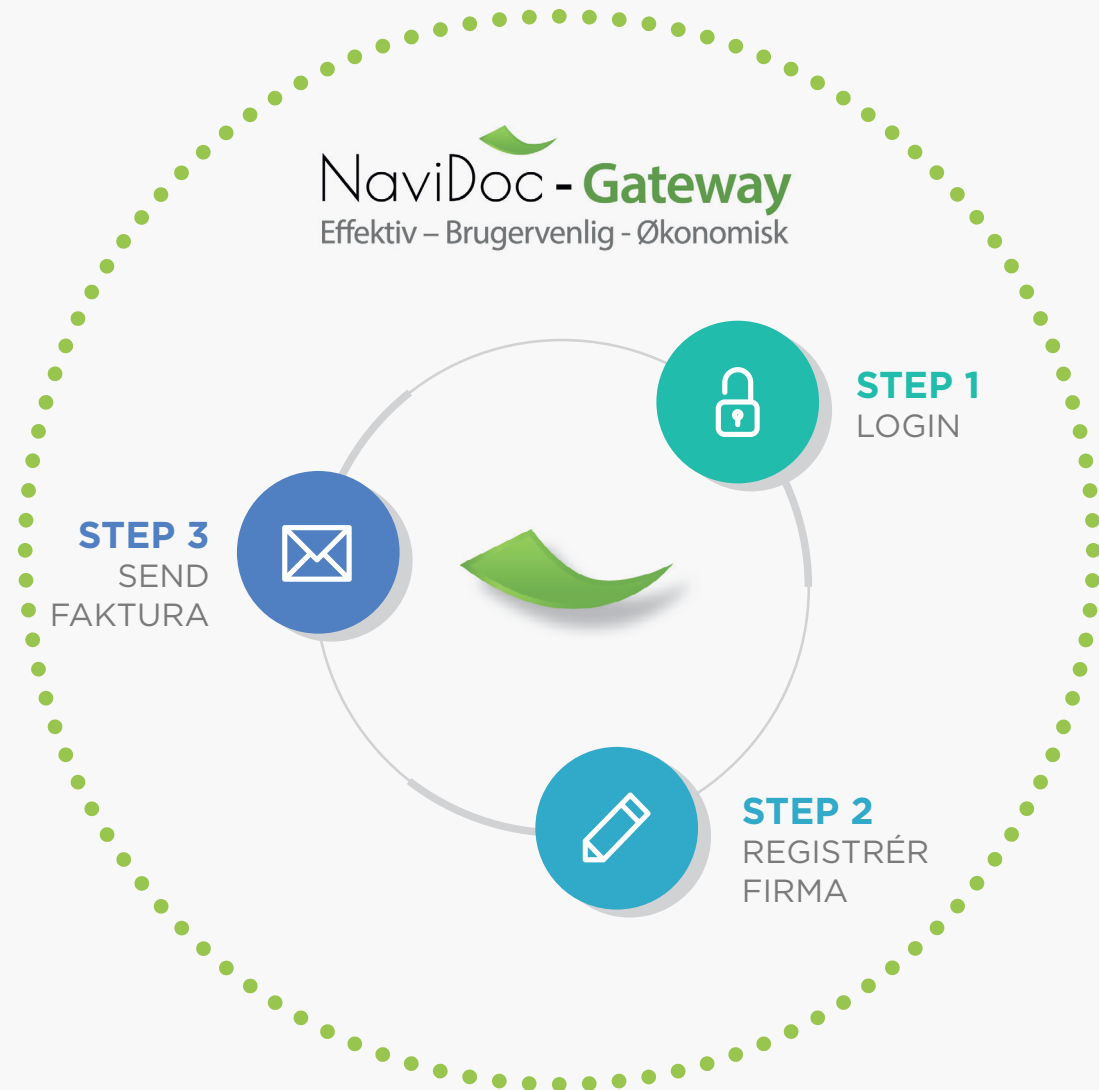 NaviDoc - Gateway
Effektiv – Brugervenlig - Økonomisk
STEP 1
LOGIN
STEP 2
REGISTRÉR
FIRMA
STEP 3
SEND
FAKTURA